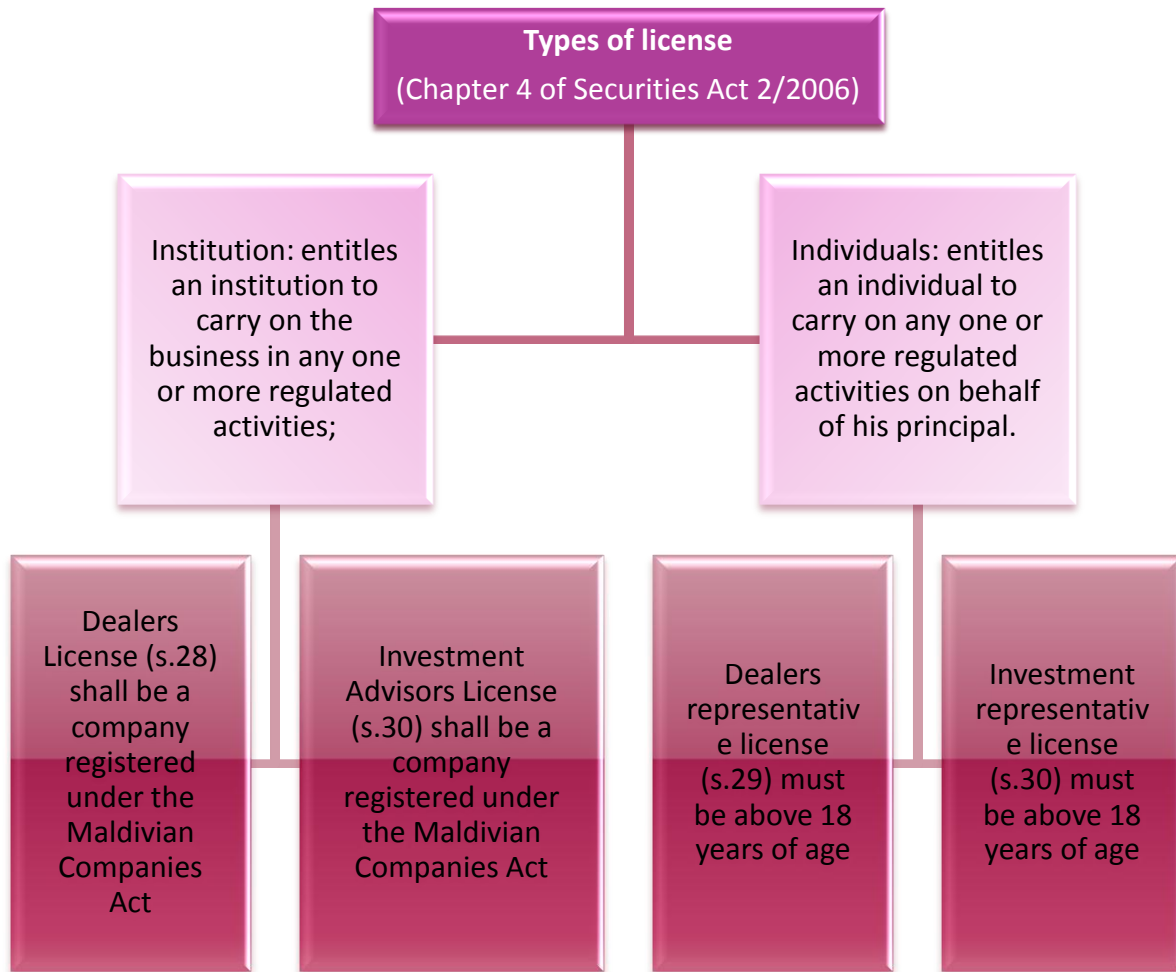 Types of license
(Chapter 4 of Securities Act 2/2006)
Institution: entitles
an institution to
carry on the
business in any one
or more regulated
activities;
Individuals: entitles
an individual to
carry on any one or
more regulated
activities on behalf
of his principal.
Dealers
License (s.28)
shall be a
company
registered
under the
Maldivian
Companies
Act
Investment
Advisors License
(s.30) shall be a
company
registered under
the Maldivian
Companies Act
Dealers
representativ
e license
(s.29) must
be above 18
years of age
Investment
representativ
e license
(s.30) must
be above 18
years of age